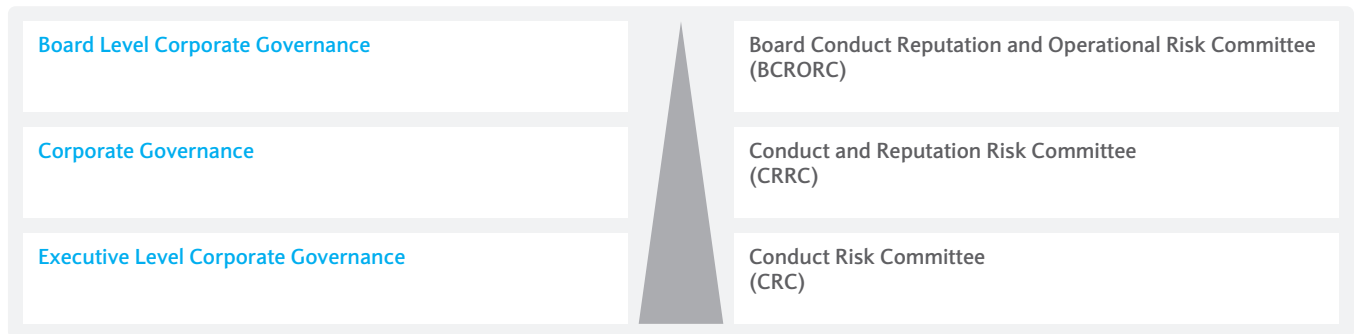 Board Level Corporate Governance
Board Conduct Reputation and Operational Risk Committee
(BCRORC)
Corporate Governance
Conduct and Reputation Risk Committee
(CRRC)
Executive Level Corporate Governance
Conduct Risk Committee
(CRC)